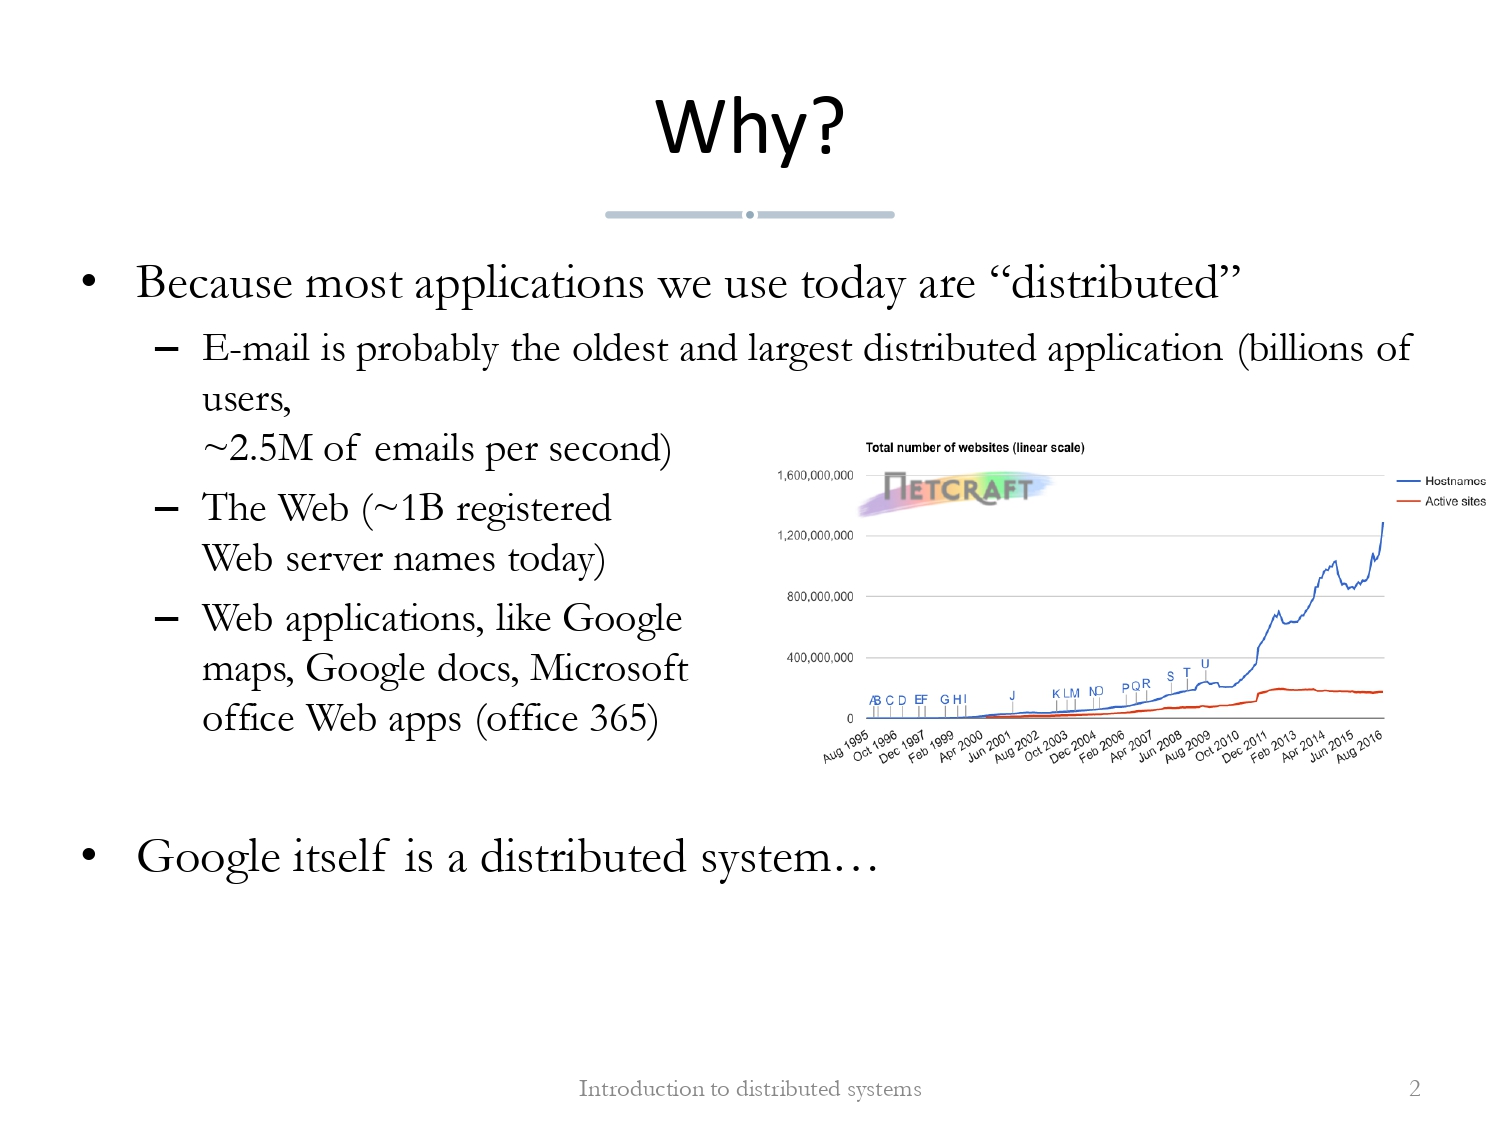 Why?
• Because most applications we use today are “distributed”
– E-mail is probably the oldest and largest distributed application (billions of
users,
~2.5M of emails per second)
– The Web (~1B registered
Web server names today)
– Web applications, like Google
maps, Google docs, Microsoft
office Web apps (office 365)
Total number of websites (linear scale)
NETCRAFT
1,600,000,000
1,200,000,000
800,000,000
400,000,000
0
Hostnames
Active sites
A B C D E F G H I J K L M N O P Q R S T U
Aug 1995 Oct 1996 Dec 1997 Feb 1999 Apr 2000 Jun 2001 Aug 2002 Oct 2003 Dec 2004 Feb 2006 Apr 2007 Jun 2008 Aug 2009 Oct 2010 Dec 2011 Feb 2013 Apr 2014 Jun 2015 Aug 2016
• Google itself is a distributed system…
Introduction to distributed systems
2